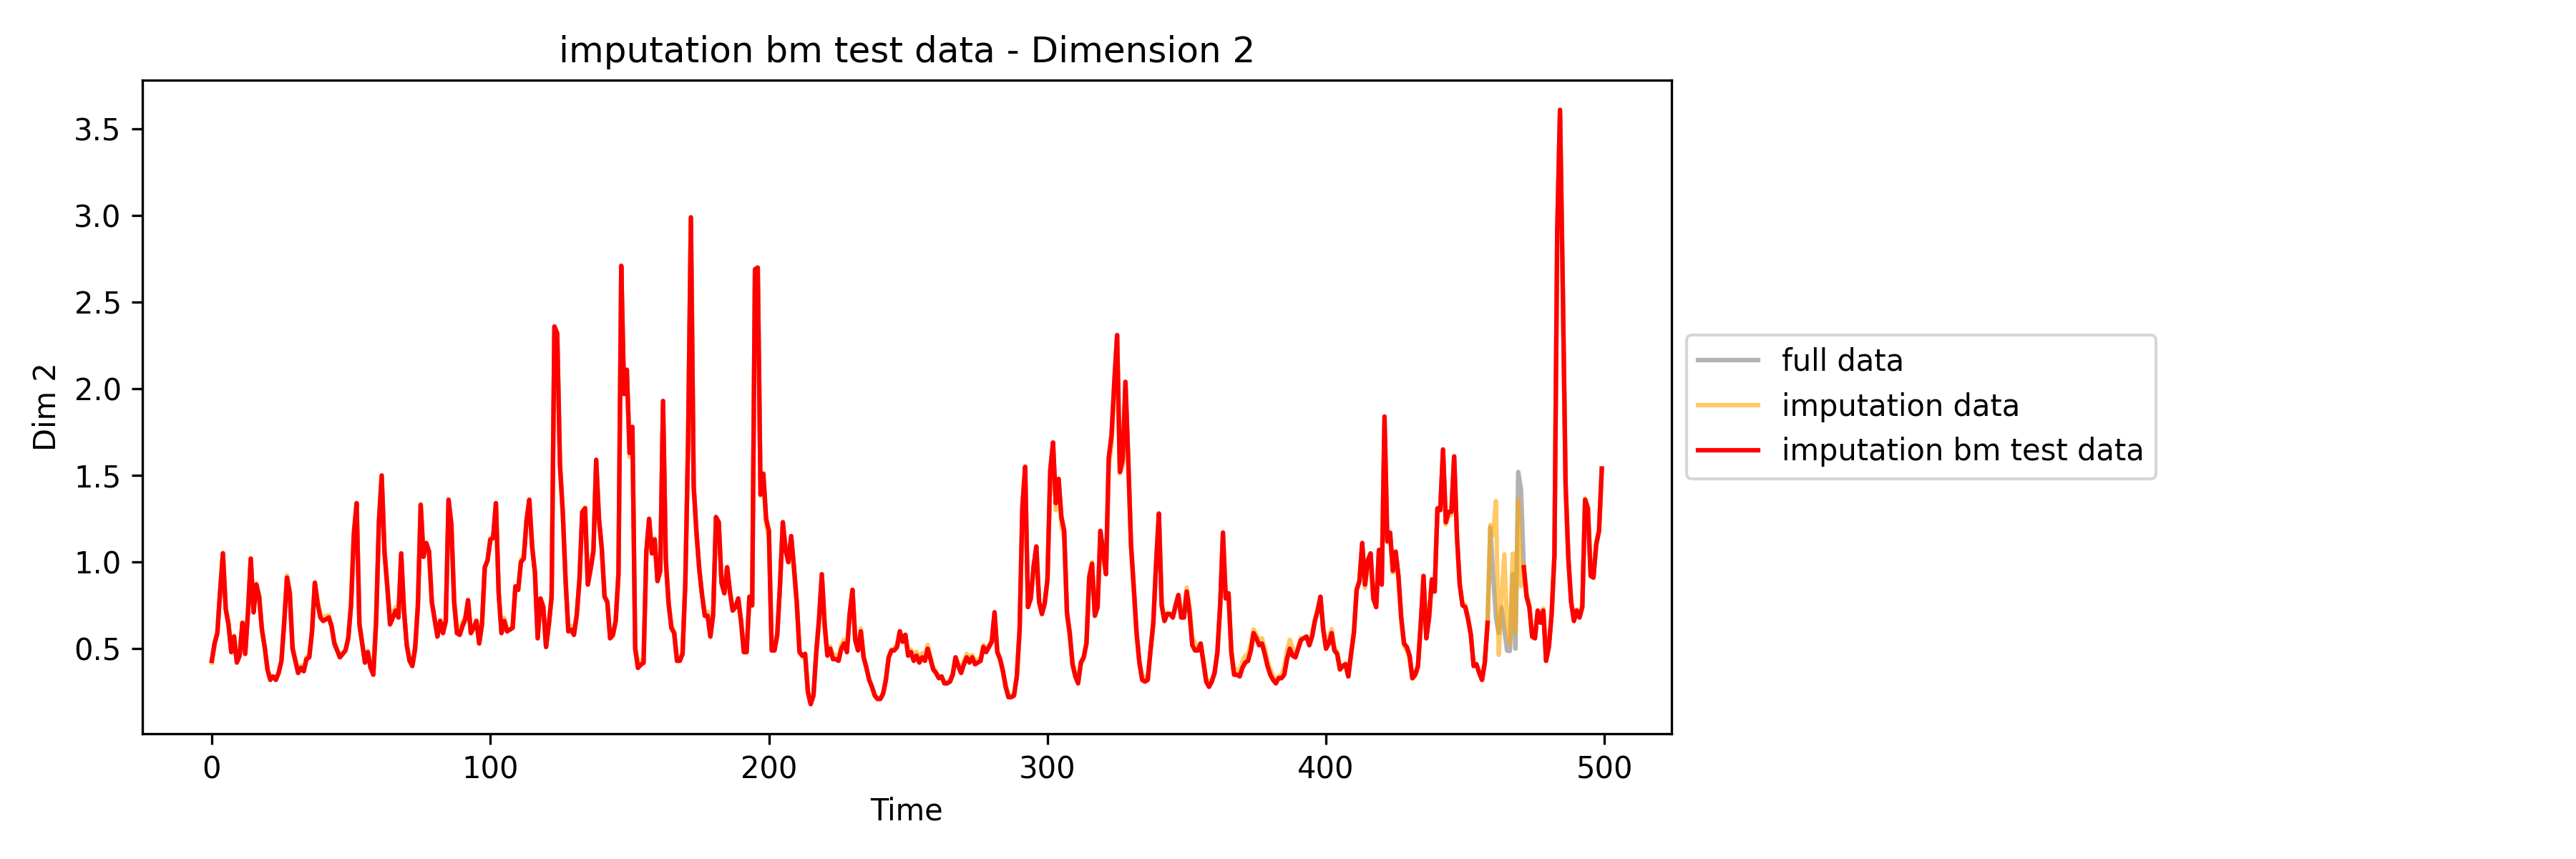 imputation bm test data - Dimension 2
3.5
3.0
2.5
2.0
1.5
1.0
0.5
Dim 2
0 100 200 300 400 500
Time
full data
imputation data
imputation bm test data